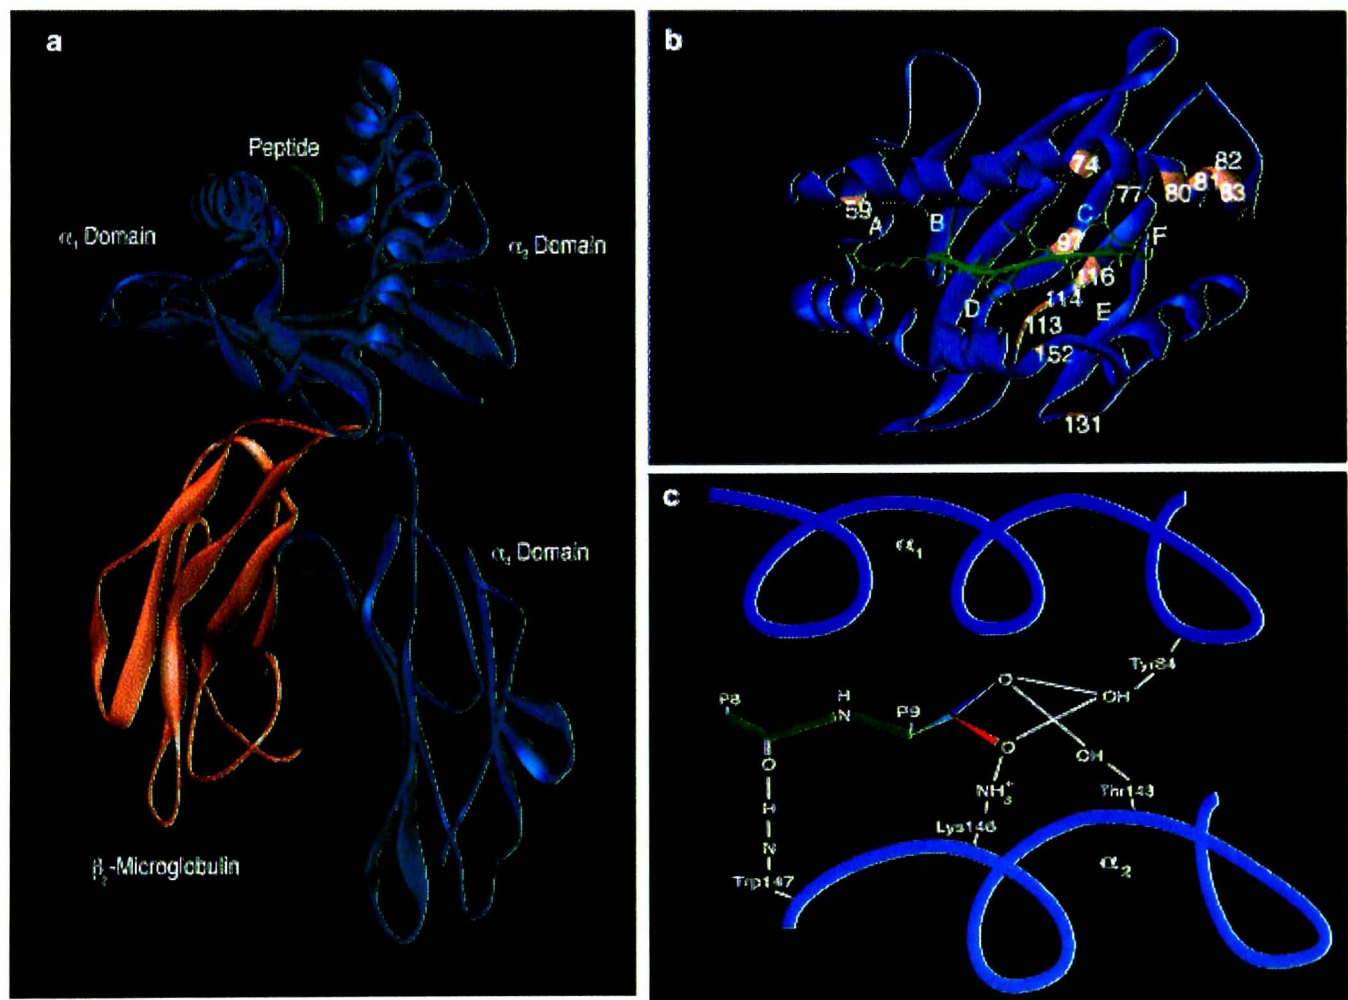 a
Peptide
α₁ Domain
α₂ Domain
α₃ Domain
β₂-Microglobulin
b
74
82
77
80
81
83
59
A
B
C
F
97
116
114
D
E
113
152
131
c
α₁
Tyr84
P8
H
N
P9
O
OH
O
O
OH
H
NH₃⁺
Thr143
Lys146
N
Trp147
α₂